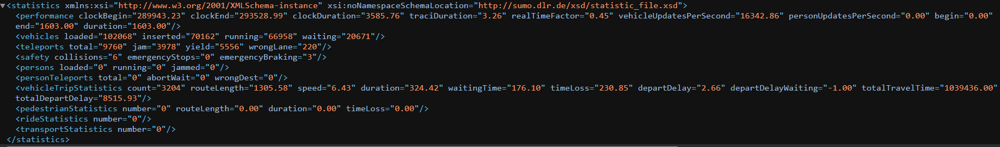 <statistics xmlns:xsi="http://www.w3.org/2001/XMLSchema-instance" xsi:noNamespaceSchemaLocation="http://sumo.dlr.de/xsd/statistic_file.xsd">
<performance clockBegin="289943.23" clockEnd="293528.99" clockDuration="3585.76" traciDuration="3.26" realTimeFactor="0.45" vehicleUpdatesPerSecond="16342.86" personUpdatesPerSecond="0.00" begin="0.00"
end="1603.00" duration="1603.00"/>
<vehicles loaded="102068" inserted="70162" running="66958" waiting="20671"/>
<teleports total="9760" jam="3978" yield="5556" wrongLane="220"/>
<safety collisions="6" emergencyStops="0" emergencyBraking="3"/>
<persons loaded="0" running="0" jammed="0"/>
<personTeleports total="0" abortWait="0" wrongDest="0"/>
<vehicleTripStatistics count="3204" routeLength="1305.58" speed="6.43" duration="324.42" waitingTime="176.10" timeLoss="230.85" departDelay="2.66" departDelayWaiting="-1.00" totalTravelTime="1039436.00"
totalDepartDelay="8515.93"/>
<pedestrianStatistics number="0" routeLength="0.00" duration="0.00" timeLoss="0.00"/>
<rideStatistics number="0"/>
<transportStatistics number="0"/>
</statistics>